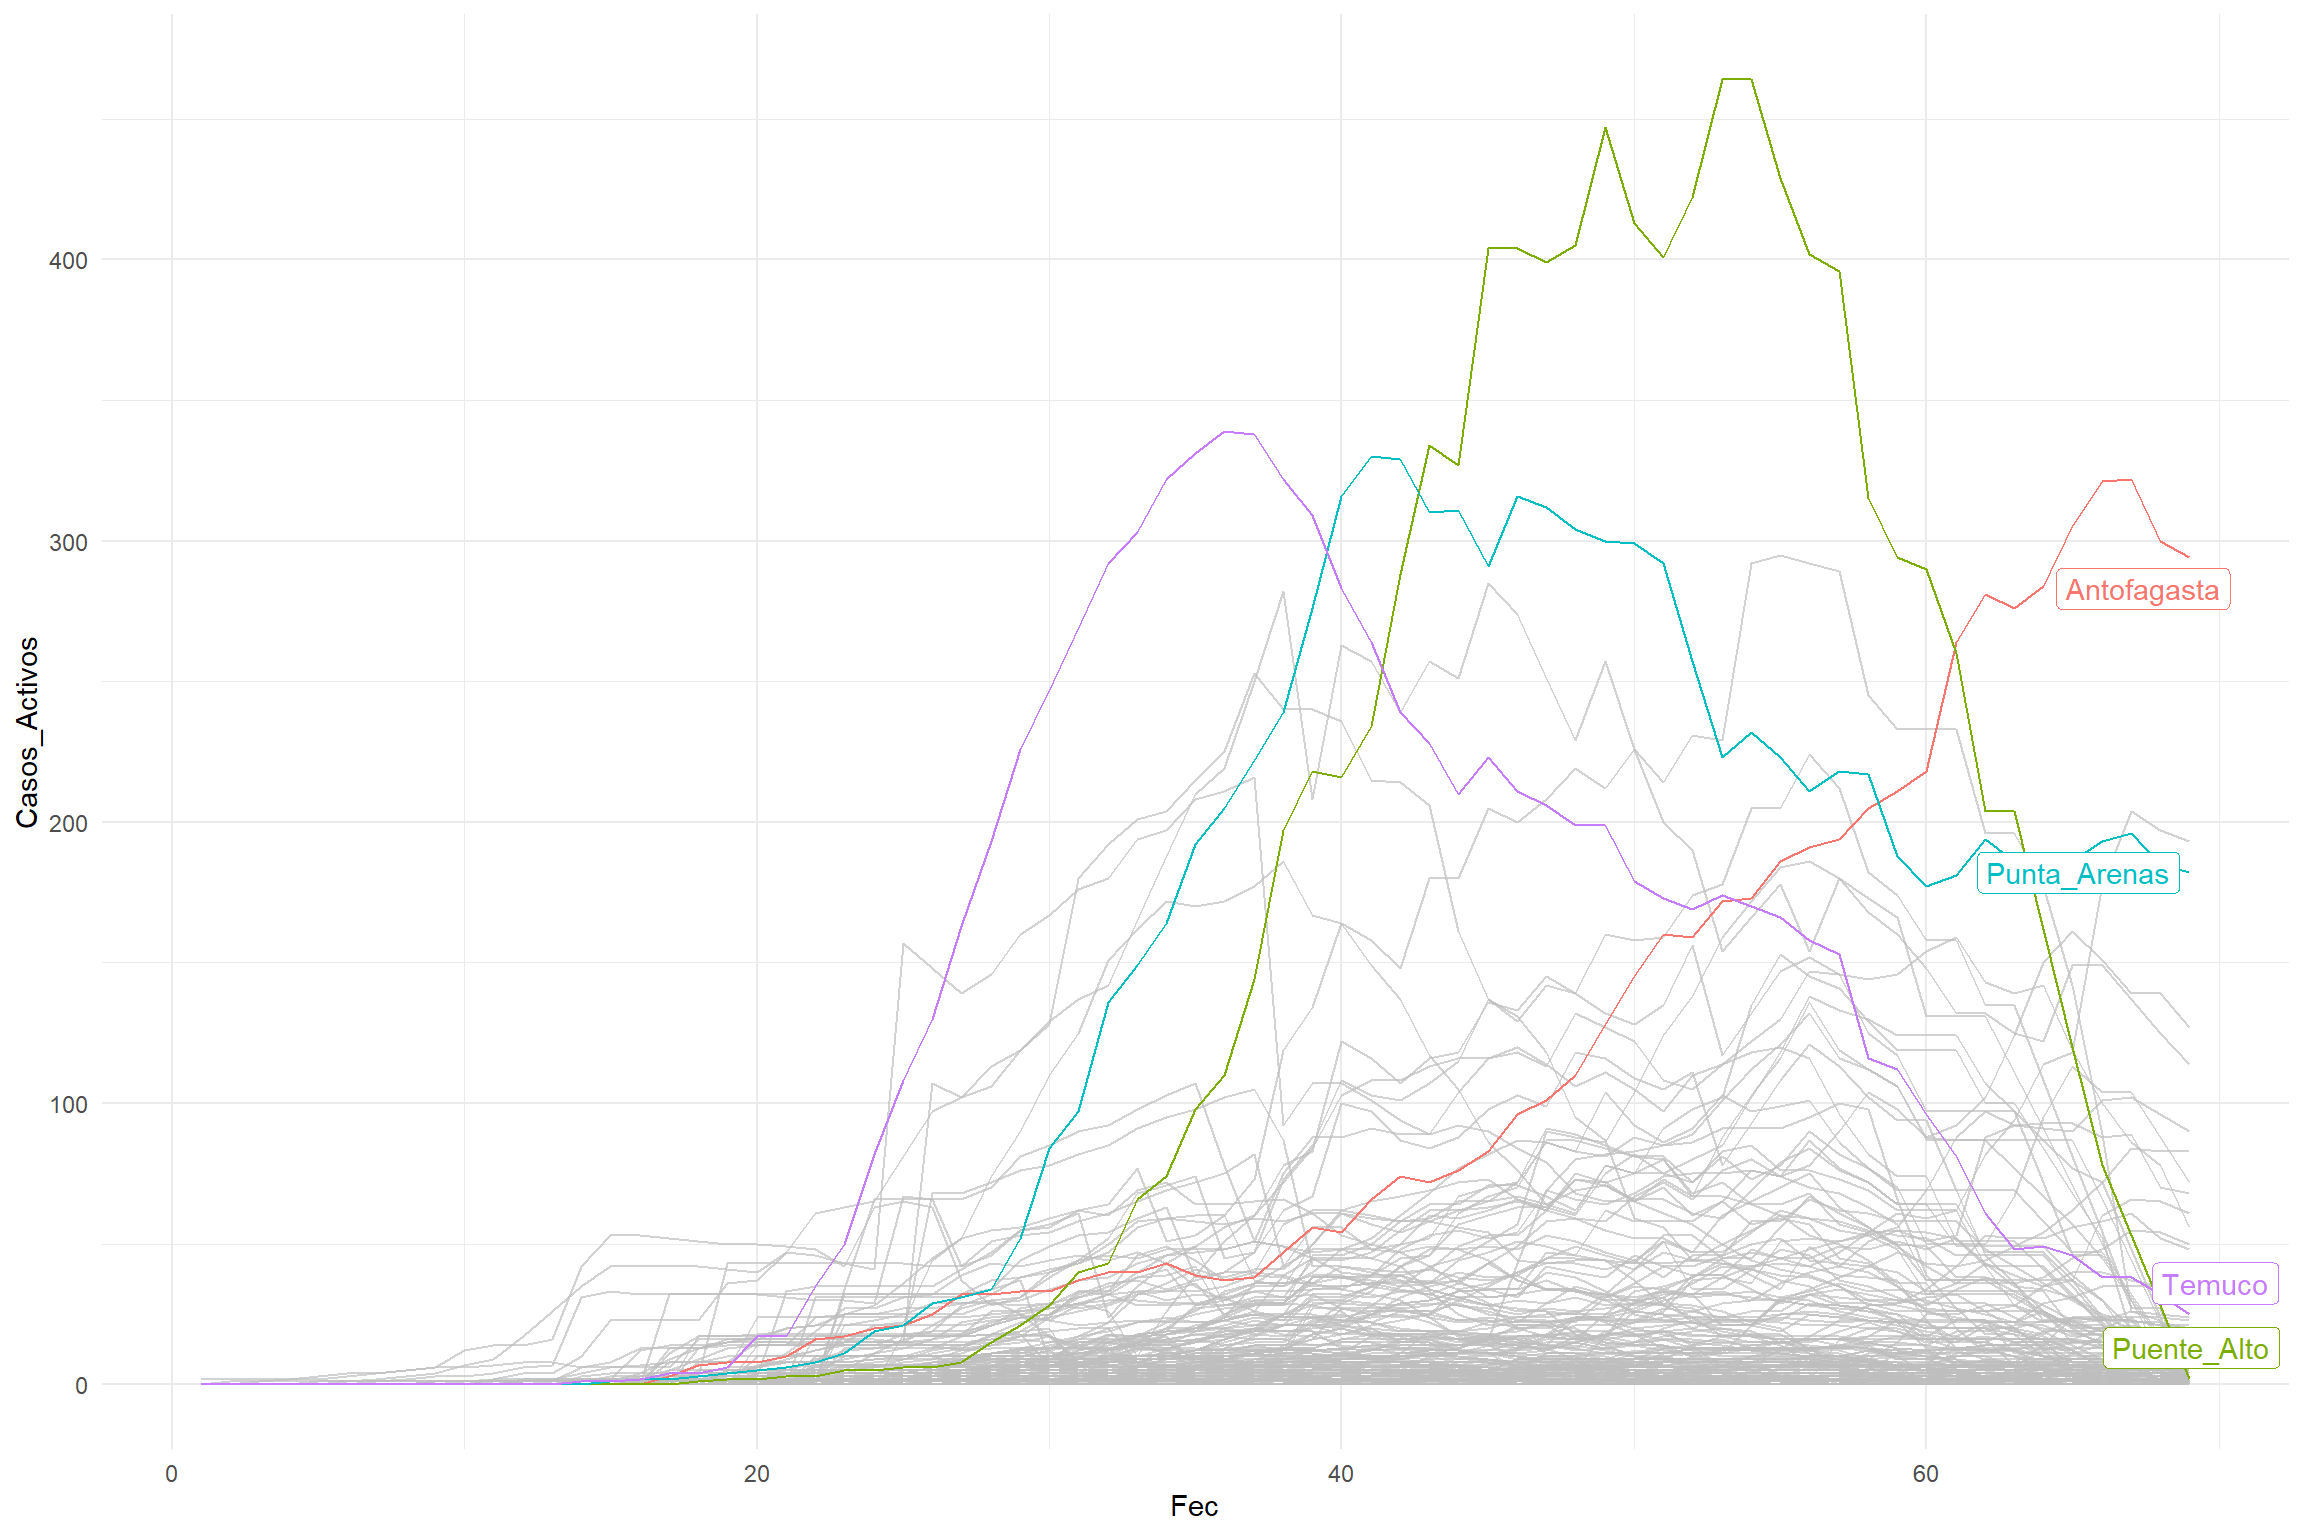 400
300
200
100
0
Casos_Activos
Antofagasta
Punta_Arenas
Temuco
Puente_Alto
0 20 40 60
Fec